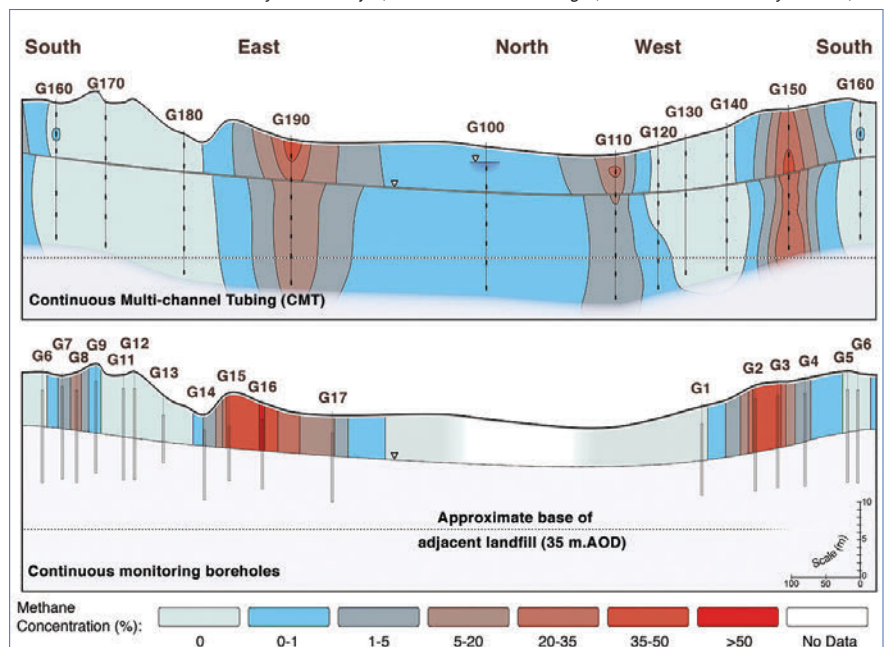 South East North West South
G160 G170 G180 G190 G100 G110 G120 G130 G140 G150 G160
Continuous Multi-channel Tubing (CMT)
G6 G7 G8 G9 G11 G12 G13 G14 G15 G16 G17 G1 G2 G3 G4 G5 G6
Approximate base of
adjacent landfill (35 m.AOD)
Continuous monitoring boreholes
10
5
0
Scale (m)
100 50 0
Methane
Concentration (%):
0 0-1 1-5 5-20 20-35 35-50 >50 No Data